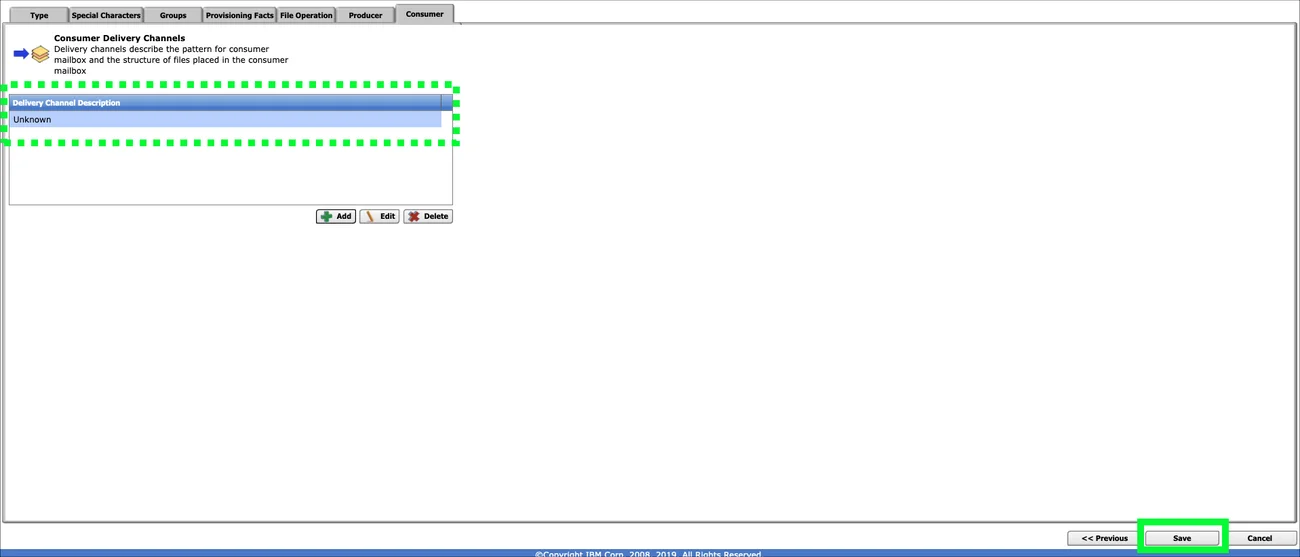 Type Special Characters Groups Provisioning Facts File Operation Producer Consumer
Consumer Delivery Channels
Delivery channels describe the pattern for consumer
mailbox and the structure of files placed in the consumer
mailbox
Delivery Channel Description
Unknown
Add Edit Delete
<< Previous Save Cancel
©Copyright IBM Corp. 2008, 2019. All Rights Reserved.